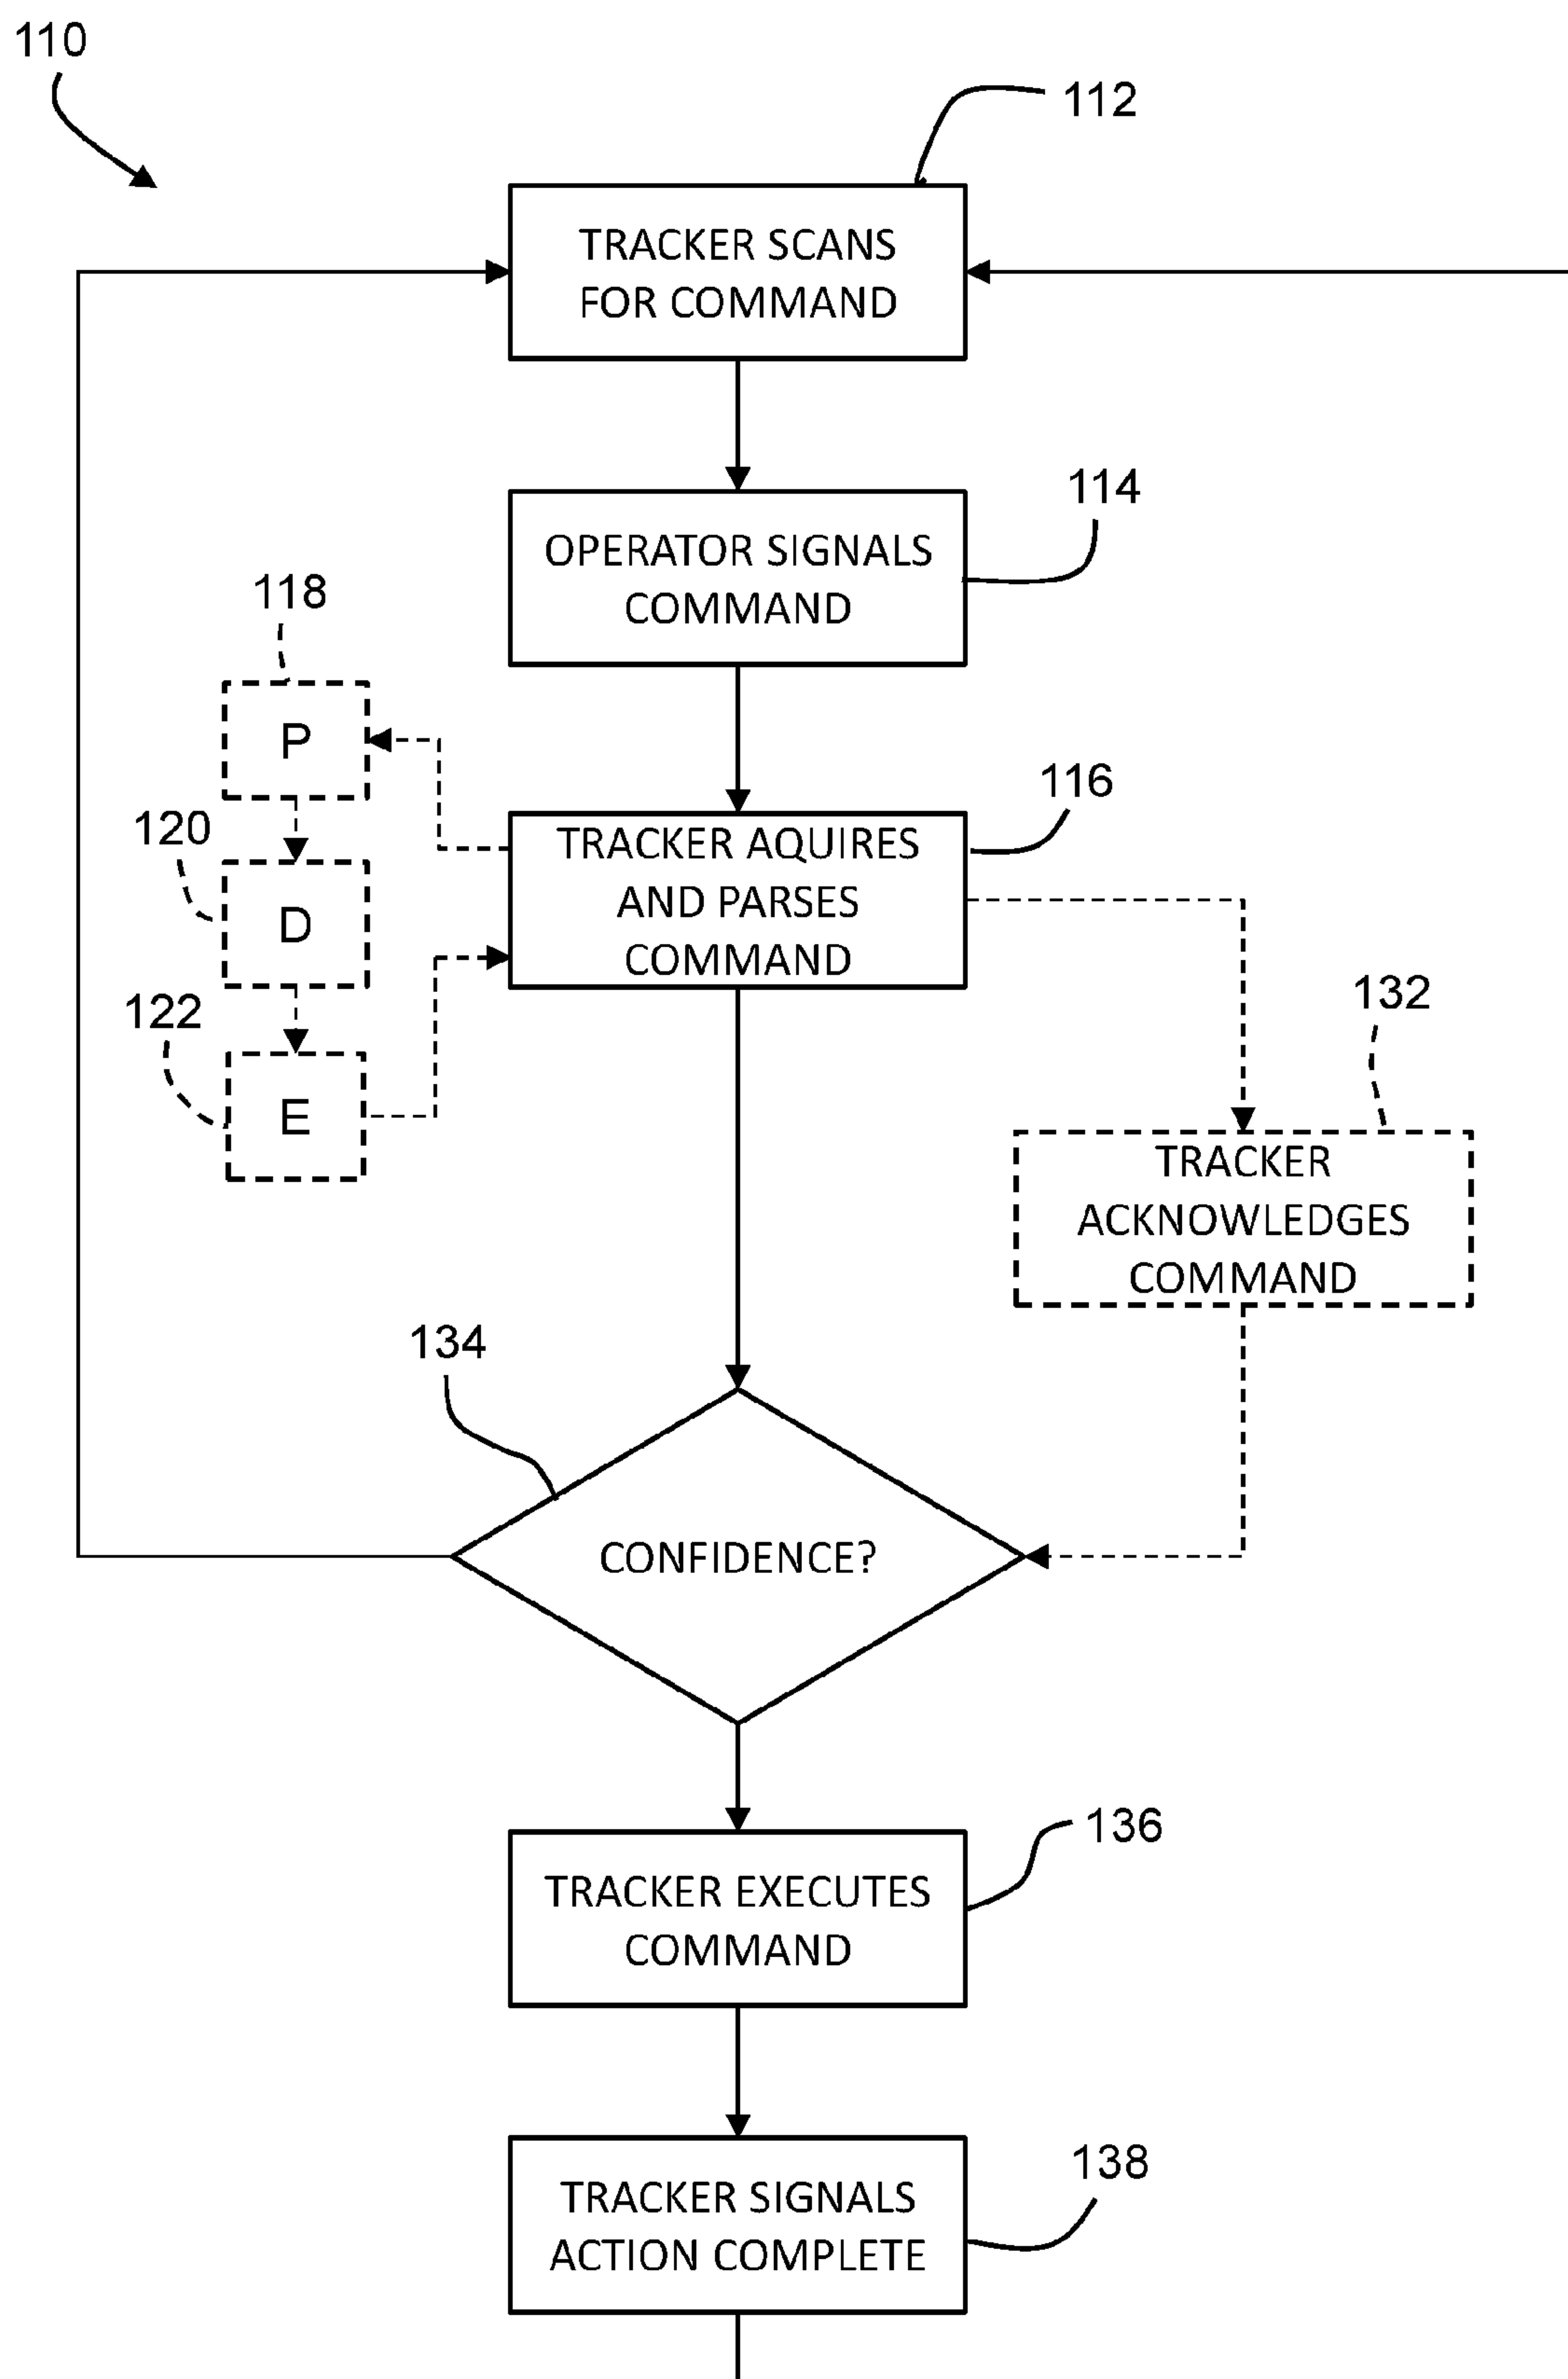 110
112
TRACKER SCANS
FOR COMMAND
114
OPERATOR SIGNALS
COMMAND
118
P
116
TRACKER AQUIRES
AND PARSES
COMMAND
120
D
122
E
132
TRACKER
ACKNOWLEDGES
COMMAND
134
CONFIDENCE?
136
TRACKER EXECUTES
COMMAND
138
TRACKER SIGNALS
ACTION COMPLETE